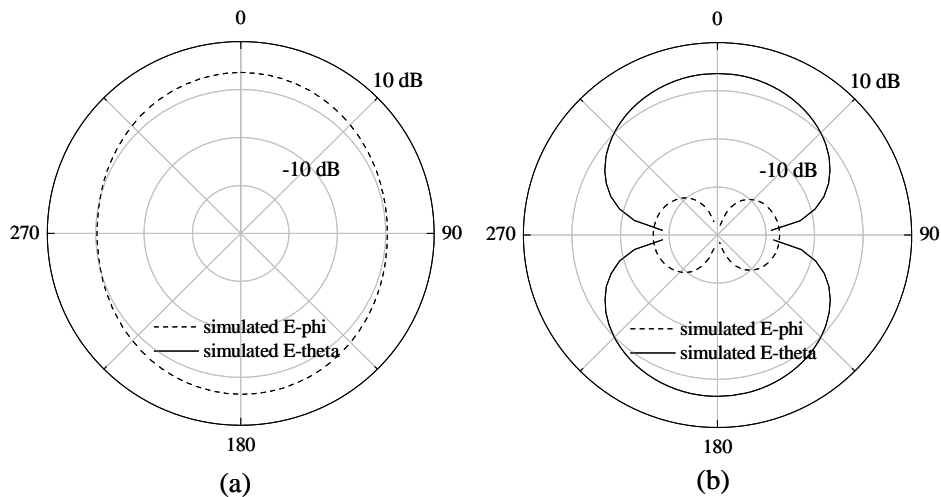 0
10 dB
-10 dB
270
90
simulated E-phi
simulated E-theta
180
(a)
0
10 dB
-10 dB
270
90
simulated E-phi
simulated E-theta
180
(b)